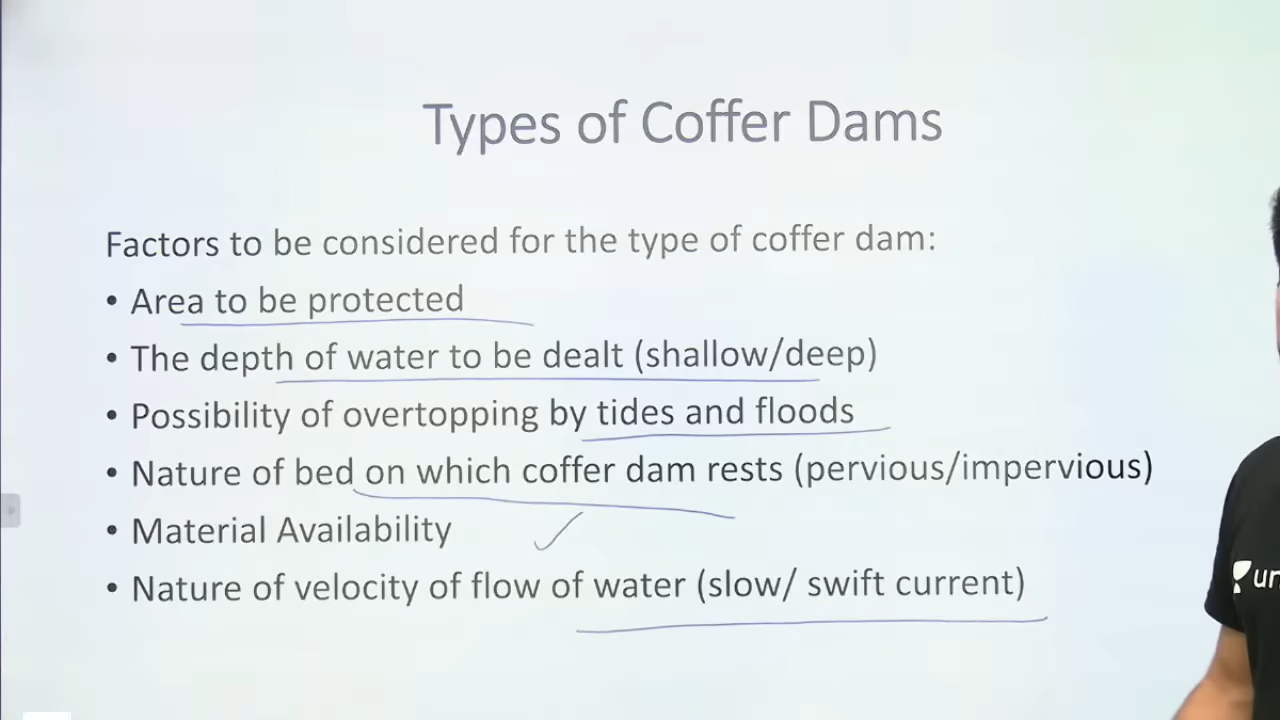 Types of Coffer Dams
Factors to be considered for the type of coffer dam:
• Area to be protected
• The depth of water to be dealt (shallow/deep)
• Possibility of overtopping by tides and floods
• Nature of bed on which coffer dam rests (pervious/impervious)
• Material Availability
• Nature of velocity of flow of water (slow/ swift current)